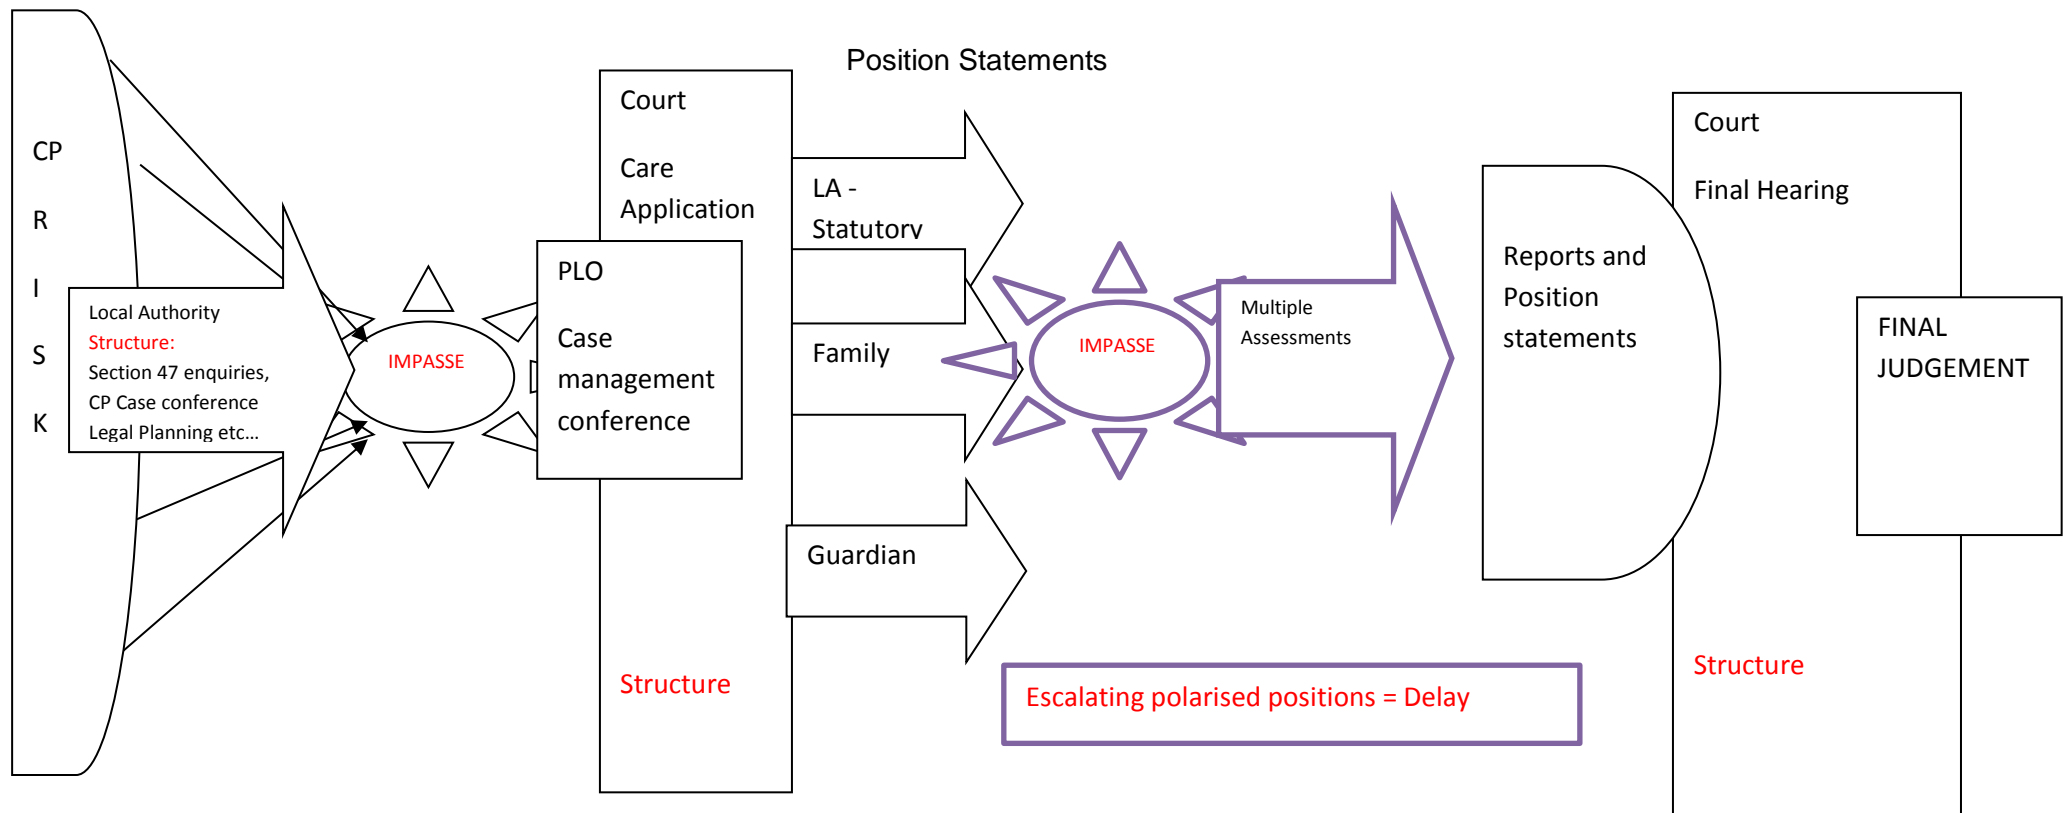 Position Statements
CP
R
I
S
K
Local Authority
Structure:
Section 47 enquiries,
CP Case conference
Legal Planning etc...
IMPASSE
Court
Care
Application
PLO
Case
management
conference
Structure
LA -
Statutory
Family
Guardian
IMPASSE
Multiple
Assessments
Escalating polarised positions = Delay
Reports and
Position
statements
Court
Final Hearing
FINAL
JUDGEMENT
Structure